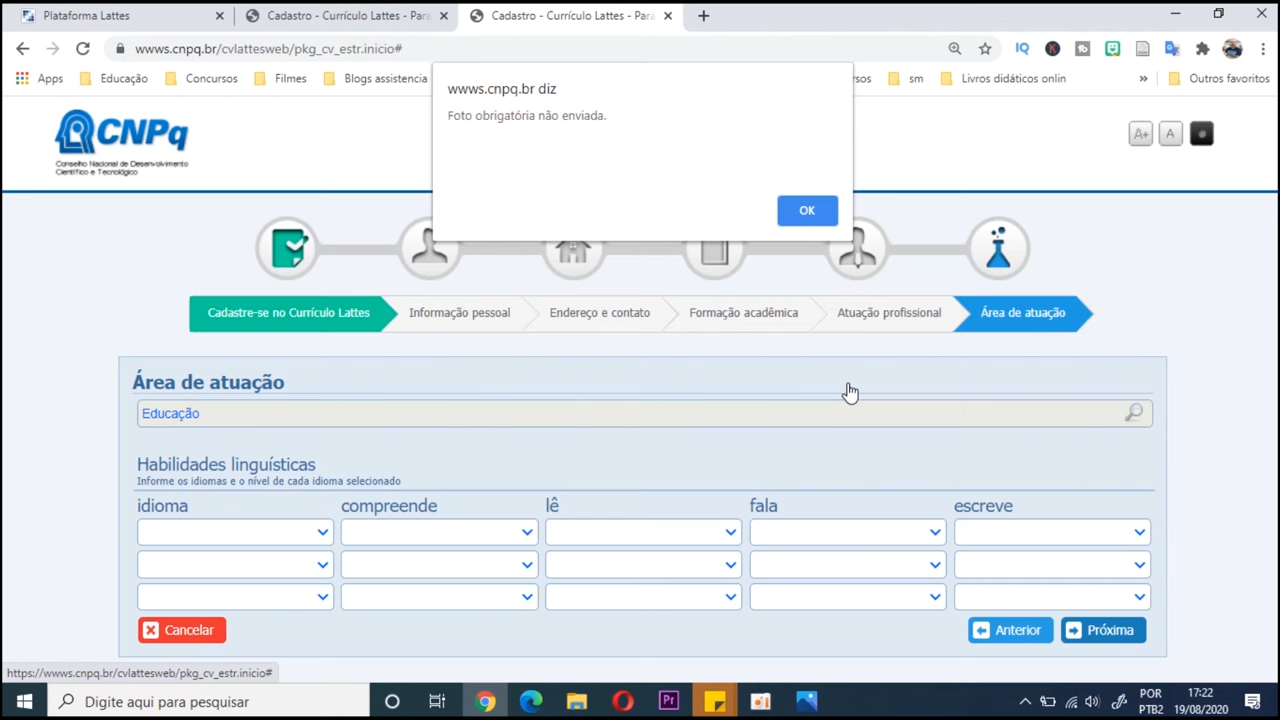 Plataforma Lattes
Cadastro - Currículo Lattes - Para
Cadastro - Currículo Lattes - Para
wwws.cnpq.br/cvlattesweb/pkg_cv_estr.inicio#
Apps
Educação
Concursos
Filmes
Blogs assistencia
sos
sm
Livros didáticos onlin
»
Outros favoritos
wwws.cnpq.br diz
Foto obrigatória não enviada.
OK
CNPq
Conselho Nacional de Desenvolvimento
Científico e Tecnológico
A+
A
Cadastre-se no Currículo Lattes
Informação pessoal
Endereço e contato
Formação acadêmica
Atuação profissional
Área de atuação
Área de atuação
Educação
Habilidades linguísticas
Informe os idiomas e o nível de cada idioma selecionado
idioma compreende lê fala escreve
Cancelar
Anterior
Próxima
https://wwws.cnpq.br/cvlattesweb/pkg_cv_estr.inicio#
Digite aqui para pesquisar
Pr
POR
PTB2
17:22
19/08/2020